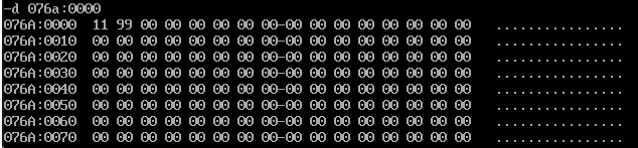 -d 076a:0000
076A:0000  11 99 00 00 00 00 00 00-00 00 00 00 00 00 00 00   ................
076A:0010  00 00 00 00 00 00 00 00-00 00 00 00 00 00 00 00   ................
076A:0020  00 00 00 00 00 00 00 00-00 00 00 00 00 00 00 00   ................
076A:0030  00 00 00 00 00 00 00 00-00 00 00 00 00 00 00 00   ................
076A:0040  00 00 00 00 00 00 00 00-00 00 00 00 00 00 00 00   ................
076A:0050  00 00 00 00 00 00 00 00-00 00 00 00 00 00 00 00   ................
076A:0060  00 00 00 00 00 00 00 00-00 00 00 00 00 00 00 00   ................
076A:0070  00 00 00 00 00 00 00 00-00 00 00 00 00 00 00 00   ................